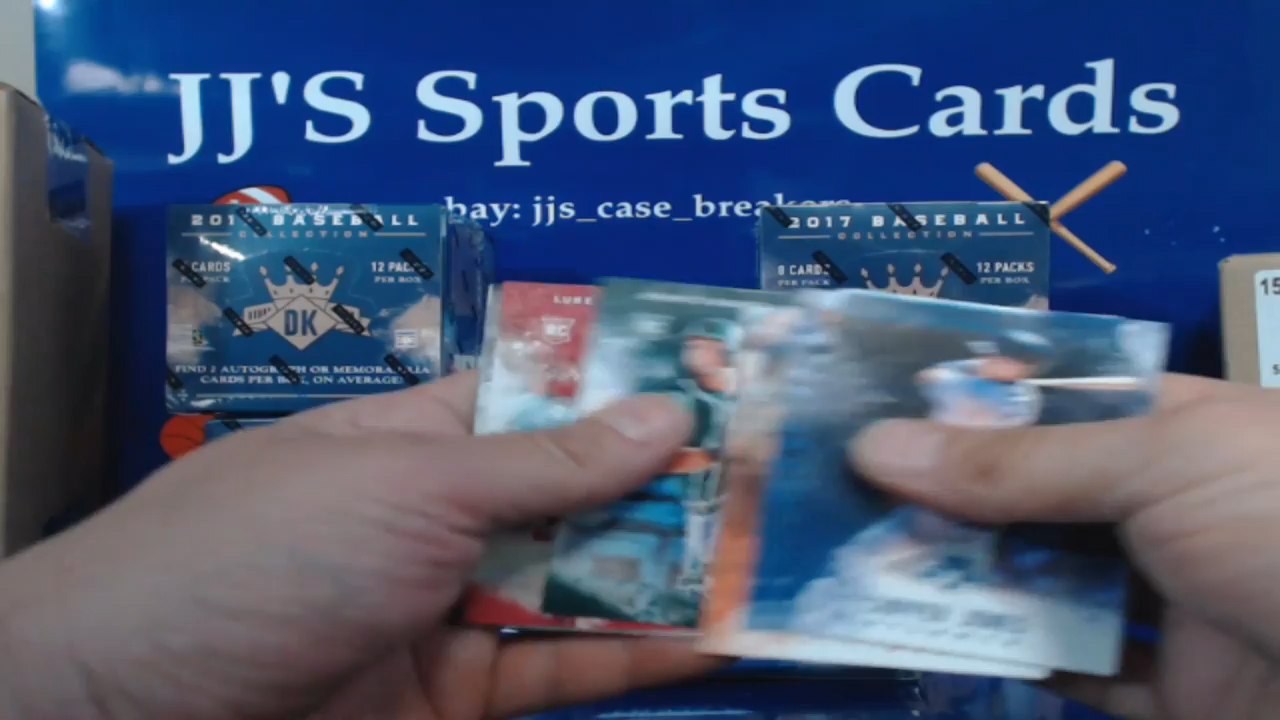 JJ'S Sports Cards
bay: jjs_case_breakers
2017 BASEBALL
COLLECTION
CARDS
PER PACK
12 PACKS
PER BOX
DK
FIND 2 AUTOGRAPH OR MEMORABILIA
CARDS PER BOX, ON AVERAGE!
2017 BASEBALL
COLLECTION
8 CARDS
PER PACK
12 PACKS
PER BOX
LUKE
RC
15